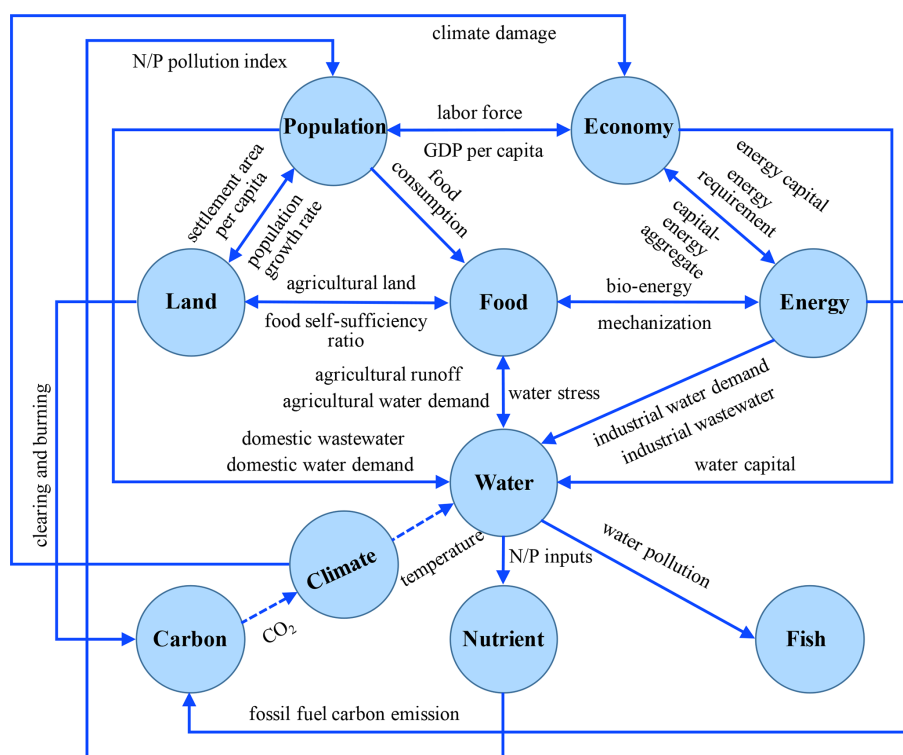 climate damage
N/P pollution index
Population
labor force
GDP per capita
Economy
settlement area
per capita
population
growth rate
food
consumption
energy capital
energy
requirement
capital-
energy
aggregate
Land
agricultural land
food self-sufficiency
ratio
Food
bio-energy
mechanization
Energy
agricultural runoff
agricultural water demand
water stress
industrial water demand
industrial wastewater
clearing and burning
domestic wastewater
domestic water demand
Water
water capital
Climate
temperature
N/P inputs
water pollution
Carbon
CO₂
Nutrient
Fish
fossil fuel carbon emission